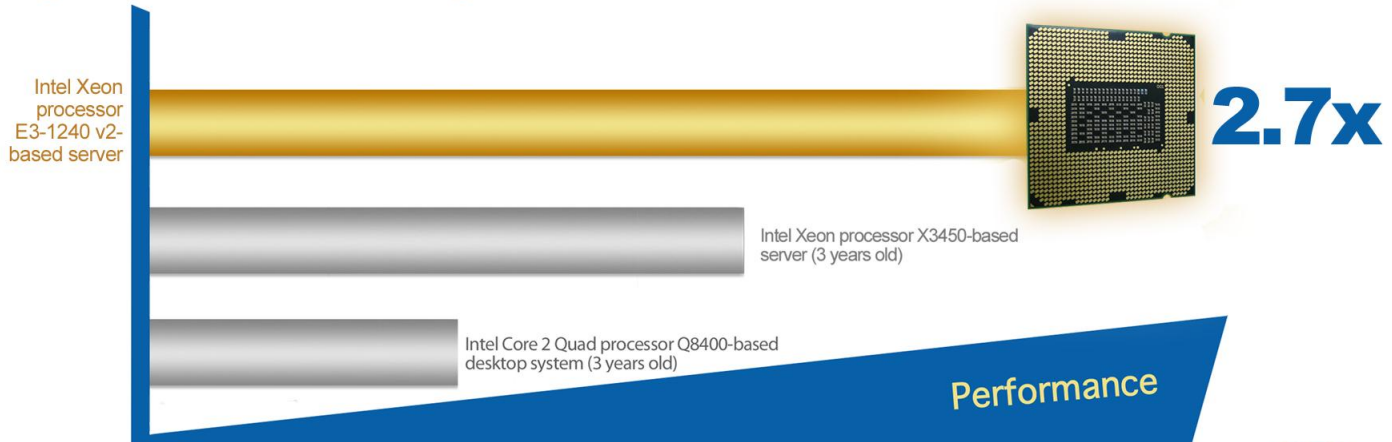 Intel Xeon
processor
E3-1240 v2-
based server
2.7x
Intel Xeon processor X3450-based
server (3 years old)
Intel Core 2 Quad processor Q8400-based
desktop system (3 years old)
Performance